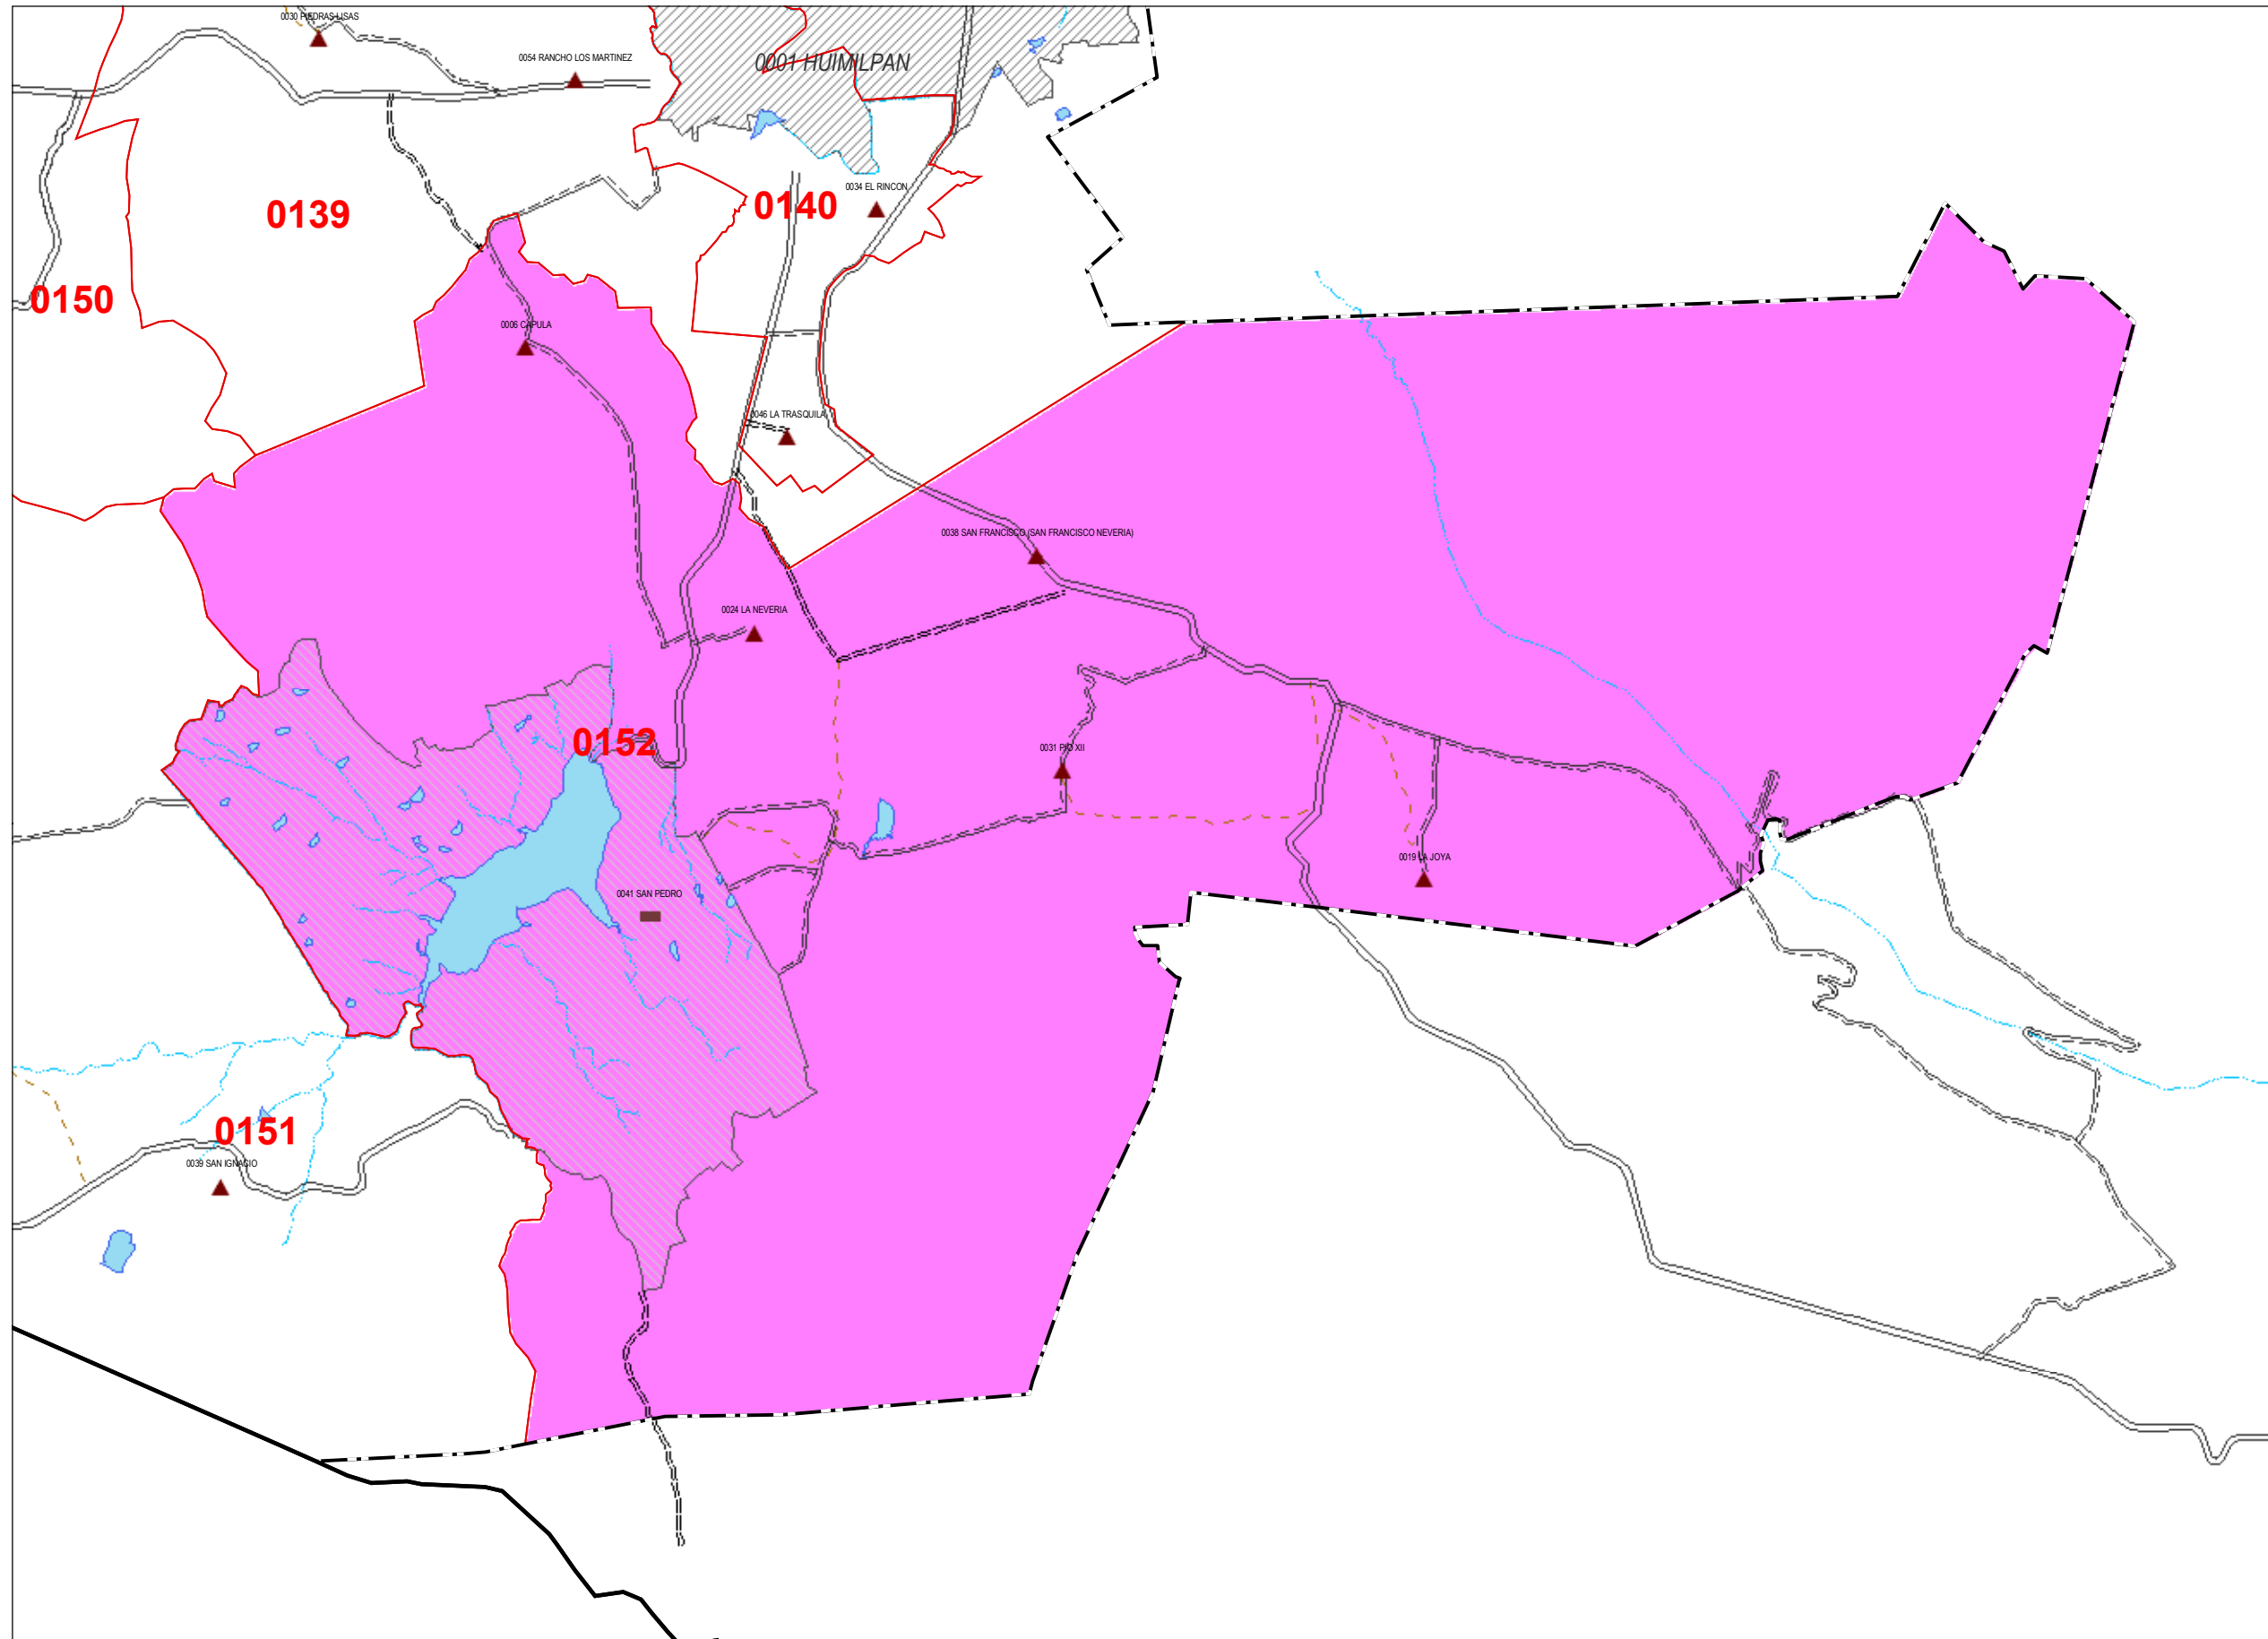 0030 PIEDRAS LISAS
0054 RANCHO LOS MARTINEZ
0001 HUIMILPAN
0139
0140
0034 EL RINCON
0150
0006 CAPULA
0046 LA TRASQUILA
0038 SAN FRANCISCO (SAN FRANCISCO NEVERIA)
0024 LA NEVERIA
0152
0031 PIO XII
0019 LA JOYA
0041 SAN PEDRO
0151
0039 SAN IGNACIO